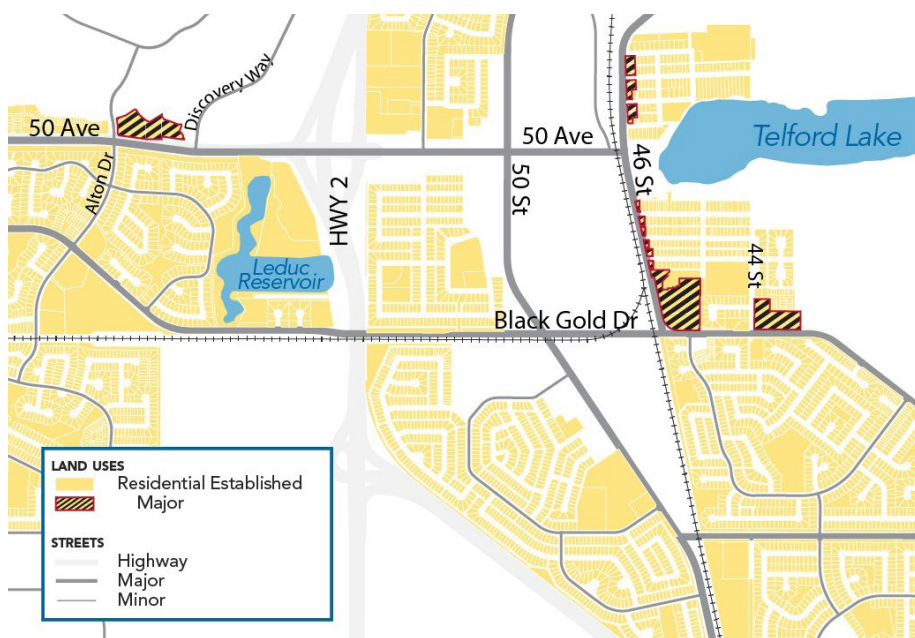 50 Ave
Discovery Way
50 Ave
Telford Lake
Alton Dr
HWY 2
50 St
46 St
44 St
Leduc
Reservoir
Black Gold Dr
LAND USES
Residential Established
Major
STREETS
Highway
Major
Minor